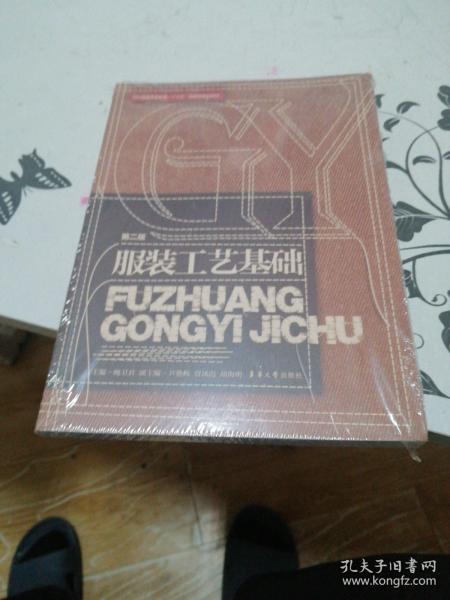 GY
第二版
服装工艺基础
FUZHUANG
GONGYI JICHU
东华大学出版社
孔夫子旧书网
www.kongfz.com